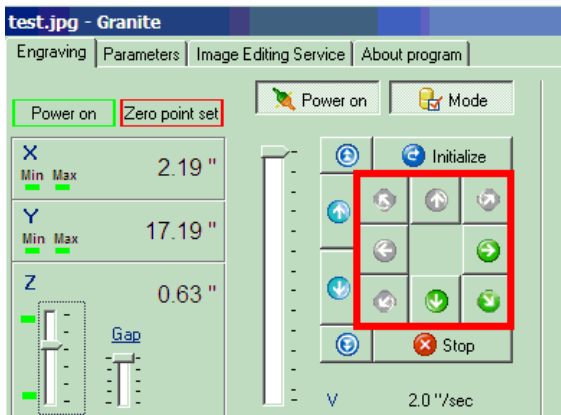 test.jpg - Granite
Engraving Parameters Image Editing Service About program
Power on Mode
Power on Zero point set
X
Min Max
2.19 "
Initialize
Y
Min Max
17.19 "
Z
0.63 "
Gap
Stop
V 2.0 "/sec